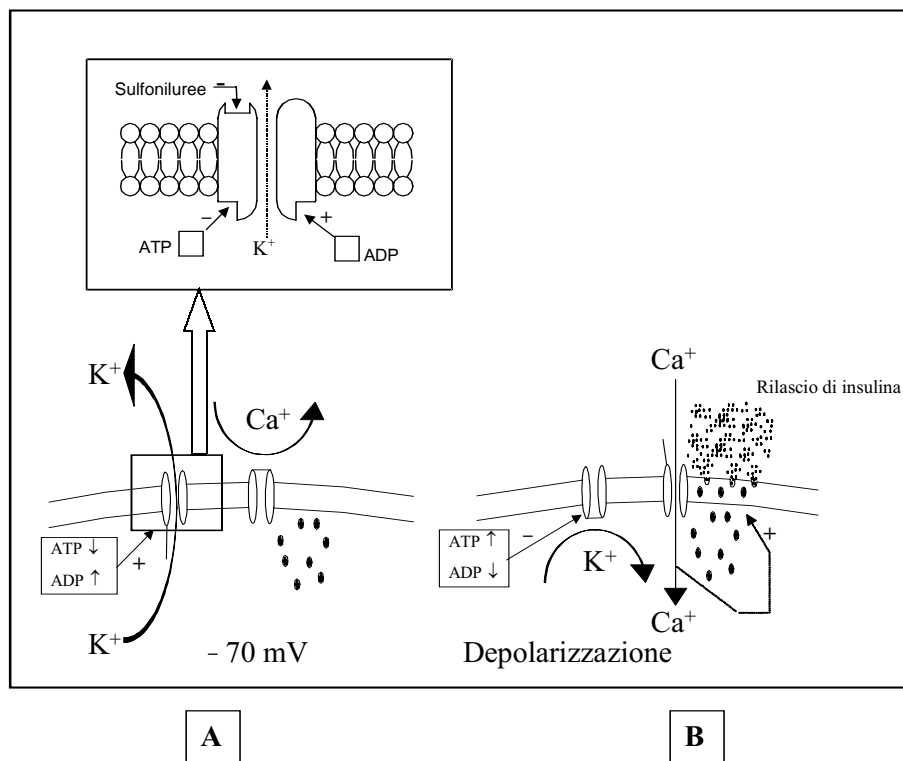 Sulfoniluree -
ATP − K⁺ + ADP
K⁺
Ca⁺
ATP ↓
ADP ↑
+
K⁺
− 70 mV
Ca⁺
Rilascio di insulina
ATP ↑
ADP ↓
−
K⁺
+
Ca⁺
Depolarizzazione
A
B